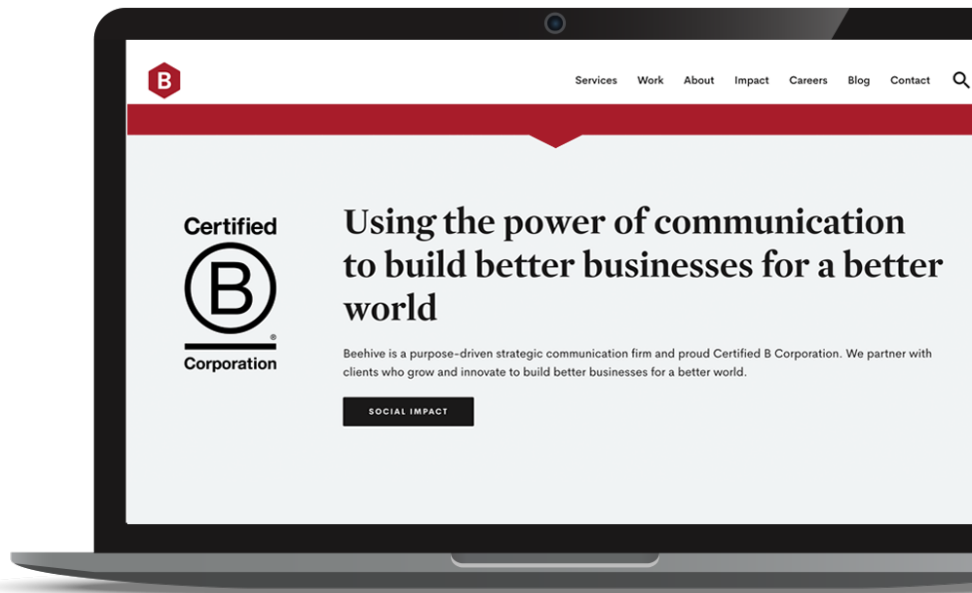 B
Services Work About Impact Careers Blog Contact
Certified
B
®
Corporation
Using the power of communication
to build better businesses for a better
world
Beehive is a purpose-driven strategic communication firm and proud Certified B Corporation. We partner with
clients who grow and innovate to build better businesses for a better world.
SOCIAL IMPACT